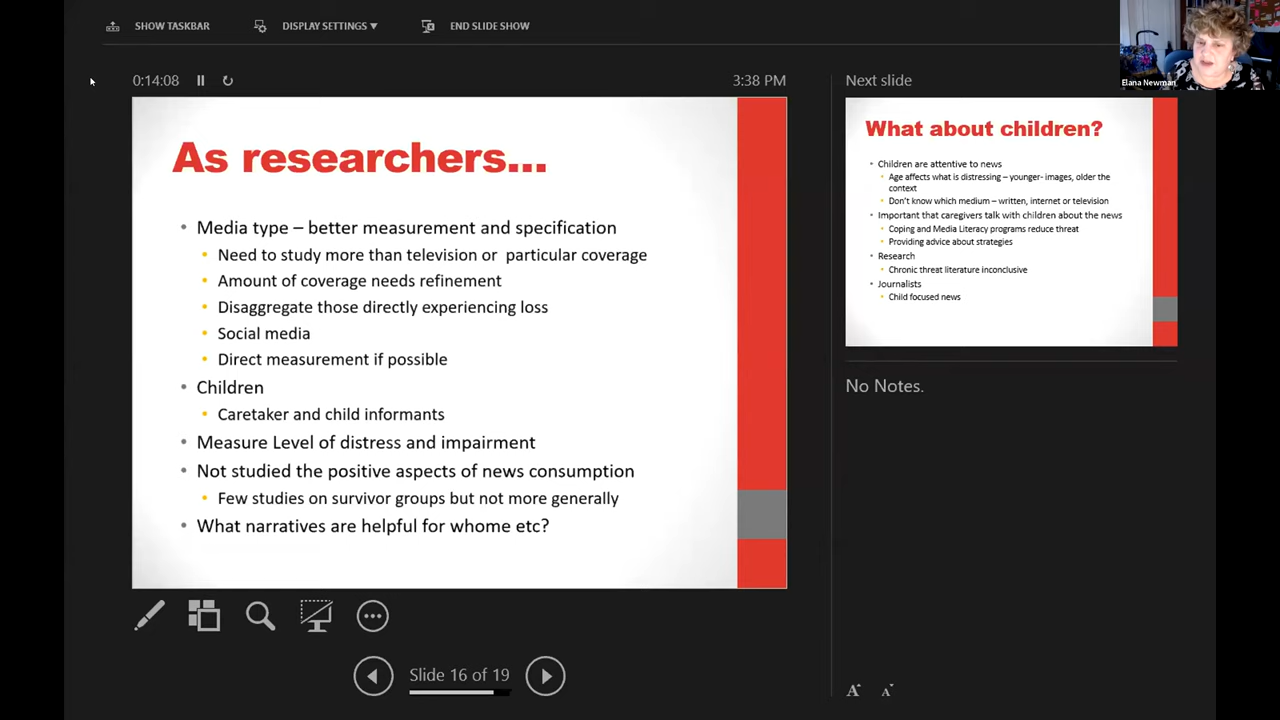 SHOW TASKBAR
DISPLAY SETTINGS ▼
END SLIDE SHOW
Elana Newman
0:14:08
3:38 PM
As researchers...
• Media type – better measurement and specification
• Need to study more than television or particular coverage
• Amount of coverage needs refinement
• Disaggregate those directly experiencing loss
• Social media
• Direct measurement if possible
• Children
• Caretaker and child informants
• Measure Level of distress and impairment
• Not studied the positive aspects of news consumption
• Few studies on survivor groups but not more generally
• What narratives are helpful for whome etc?
Slide 16 of 19
Next slide
What about children?
• Children are attentive to news
• Age affects what is distressing – younger- images, older the
context
• Don't know which medium – written, internet or television
• Important that caregivers talk with children about the news
• Coping and Media Literacy programs reduce threat
• Providing advice about strategies
• Research
• Chronic threat literature inconclusive
• Journalists
• Child focused news
No Notes.
A A